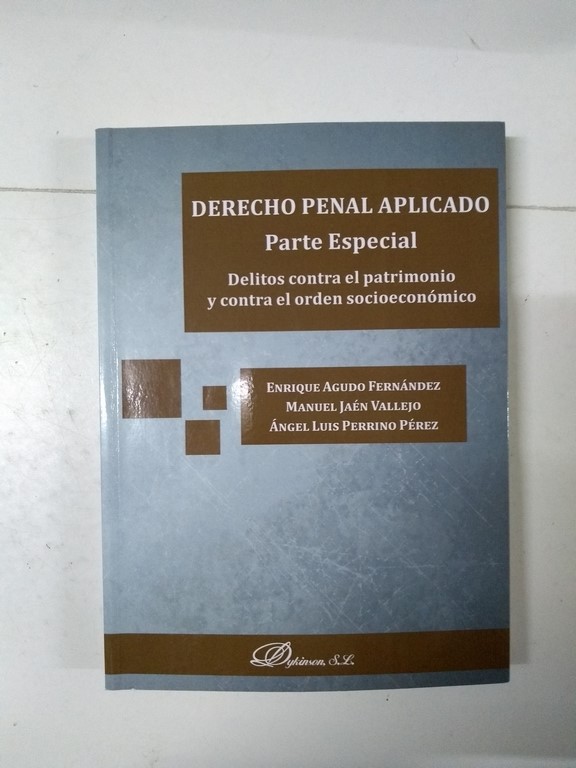 DERECHO PENAL APLICADO
Parte Especial
Delitos contra el patrimonio
y contra el orden socioeconómico
ENRIQUE AGUDO FERNÁNDEZ
MANUEL JAÉN VALLEJO
ÁNGEL LUIS PERRINO PÉREZ
Dykinson, S.L.